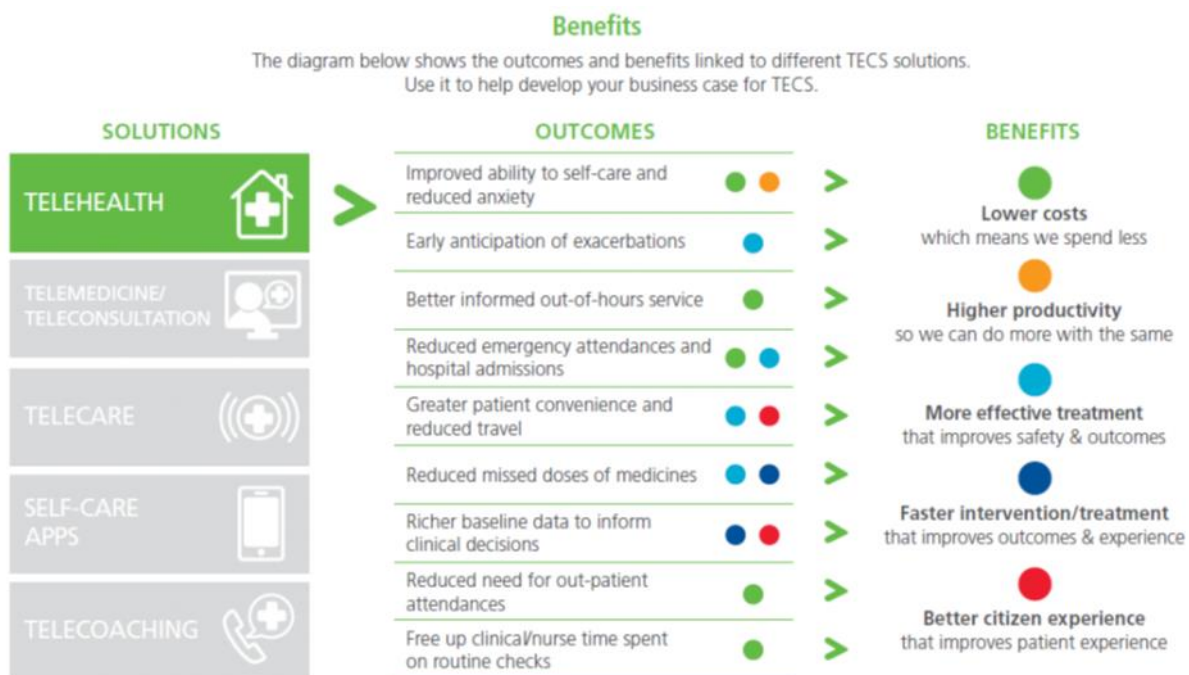 Benefits
The diagram below shows the outcomes and benefits linked to different TECS solutions.
Use it to help develop your business case for TECS.
SOLUTIONS
TELEHEALTH
TELEMEDICINE/
TELECONSULTATION
TELECARE
SELF-CARE
APPS
TELECOACHING
OUTCOMES
Improved ability to self-care and
reduced anxiety
Early anticipation of exacerbations
Better informed out-of-hours service
Reduced emergency attendances and
hospital admissions
Greater patient convenience and
reduced travel
Reduced missed doses of medicines
Richer baseline data to inform
clinical decisions
Reduced need for out-patient
attendances
Free up clinical/nurse time spent
on routine checks
BENEFITS
Lower costs
which means we spend less
Higher productivity
so we can do more with the same
More effective treatment
that improves safety & outcomes
Faster intervention/treatment
that improves outcomes & experience
Better citizen experience
that improves patient experience